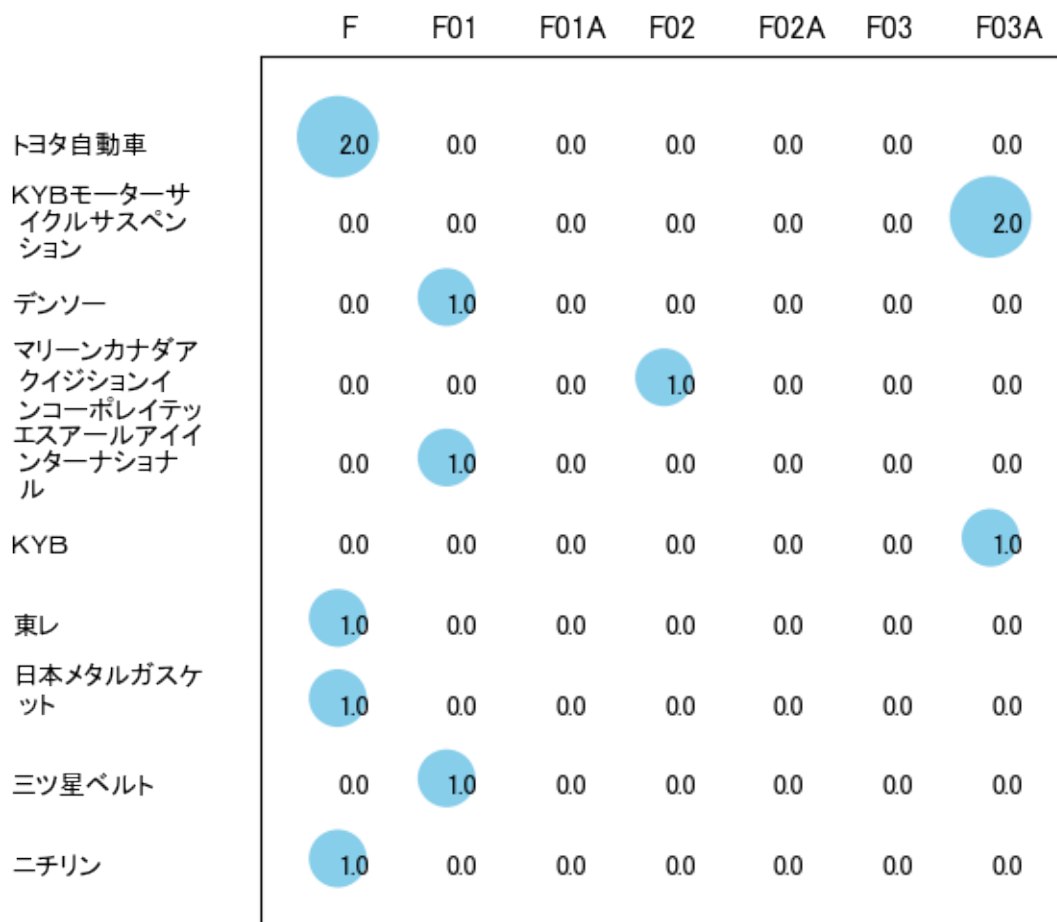 F F01 F01A F02 F02A F03 F03A
トヨタ自動車 2.0 0.0 0.0 0.0 0.0 0.0 0.0
KYBモーターサ
イクルサスペン
ション
0.0 0.0 0.0 0.0 0.0 0.0 2.0
デンソー 0.0 1.0 0.0 0.0 0.0 0.0 0.0
マリーンカナダア
クイジションイ
ンコーポレイテッ
0.0 0.0 0.0 1.0 0.0 0.0 0.0
エスアールアイイ
ンターナショナ
ル
0.0 1.0 0.0 0.0 0.0 0.0 0.0
KYB 0.0 0.0 0.0 0.0 0.0 0.0 1.0
東レ 1.0 0.0 0.0 0.0 0.0 0.0 0.0
日本メタルガスケ
ット
1.0 0.0 0.0 0.0 0.0 0.0 0.0
三ツ星ベルト 0.0 1.0 0.0 0.0 0.0 0.0 0.0
ニチリン 1.0 0.0 0.0 0.0 0.0 0.0 0.0